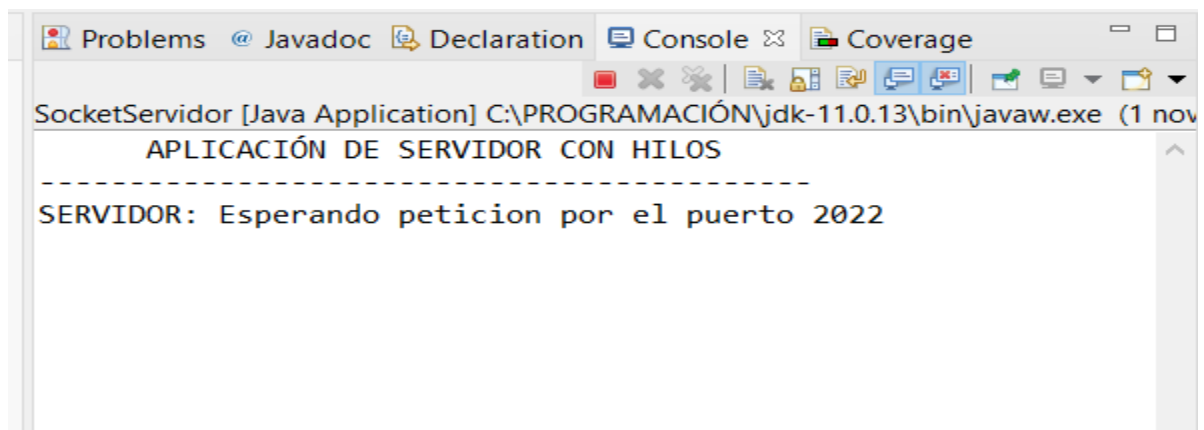 Problems @ Javadoc Declaration Console Coverage
SocketServidor [Java Application] C:\PROGRAMACIÓN\jdk-11.0.13\bin\javaw.exe (1 nov
APLICACIÓN DE SERVIDOR CON HILOS
-------------------------------------------
SERVIDOR: Esperando peticion por el puerto 2022